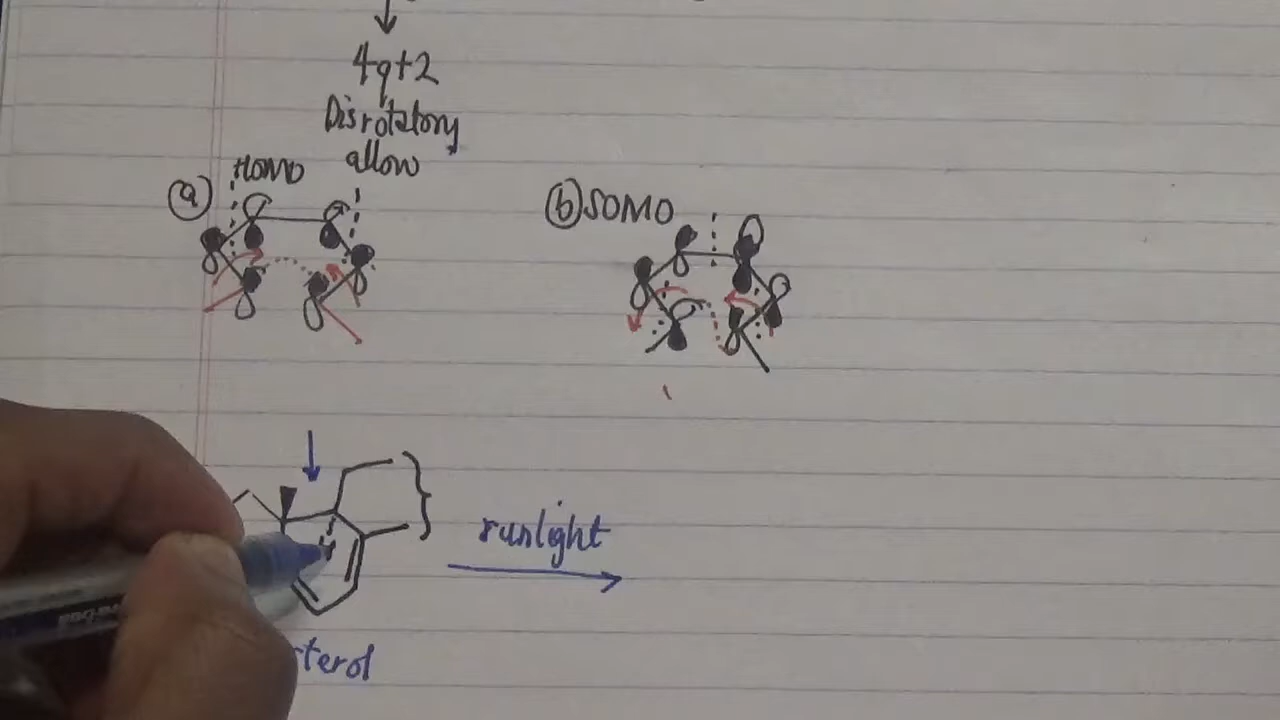 4q+2
Disrotatory
allow
(a) HOMO
(b) SOMO
sunlight
H
sterol